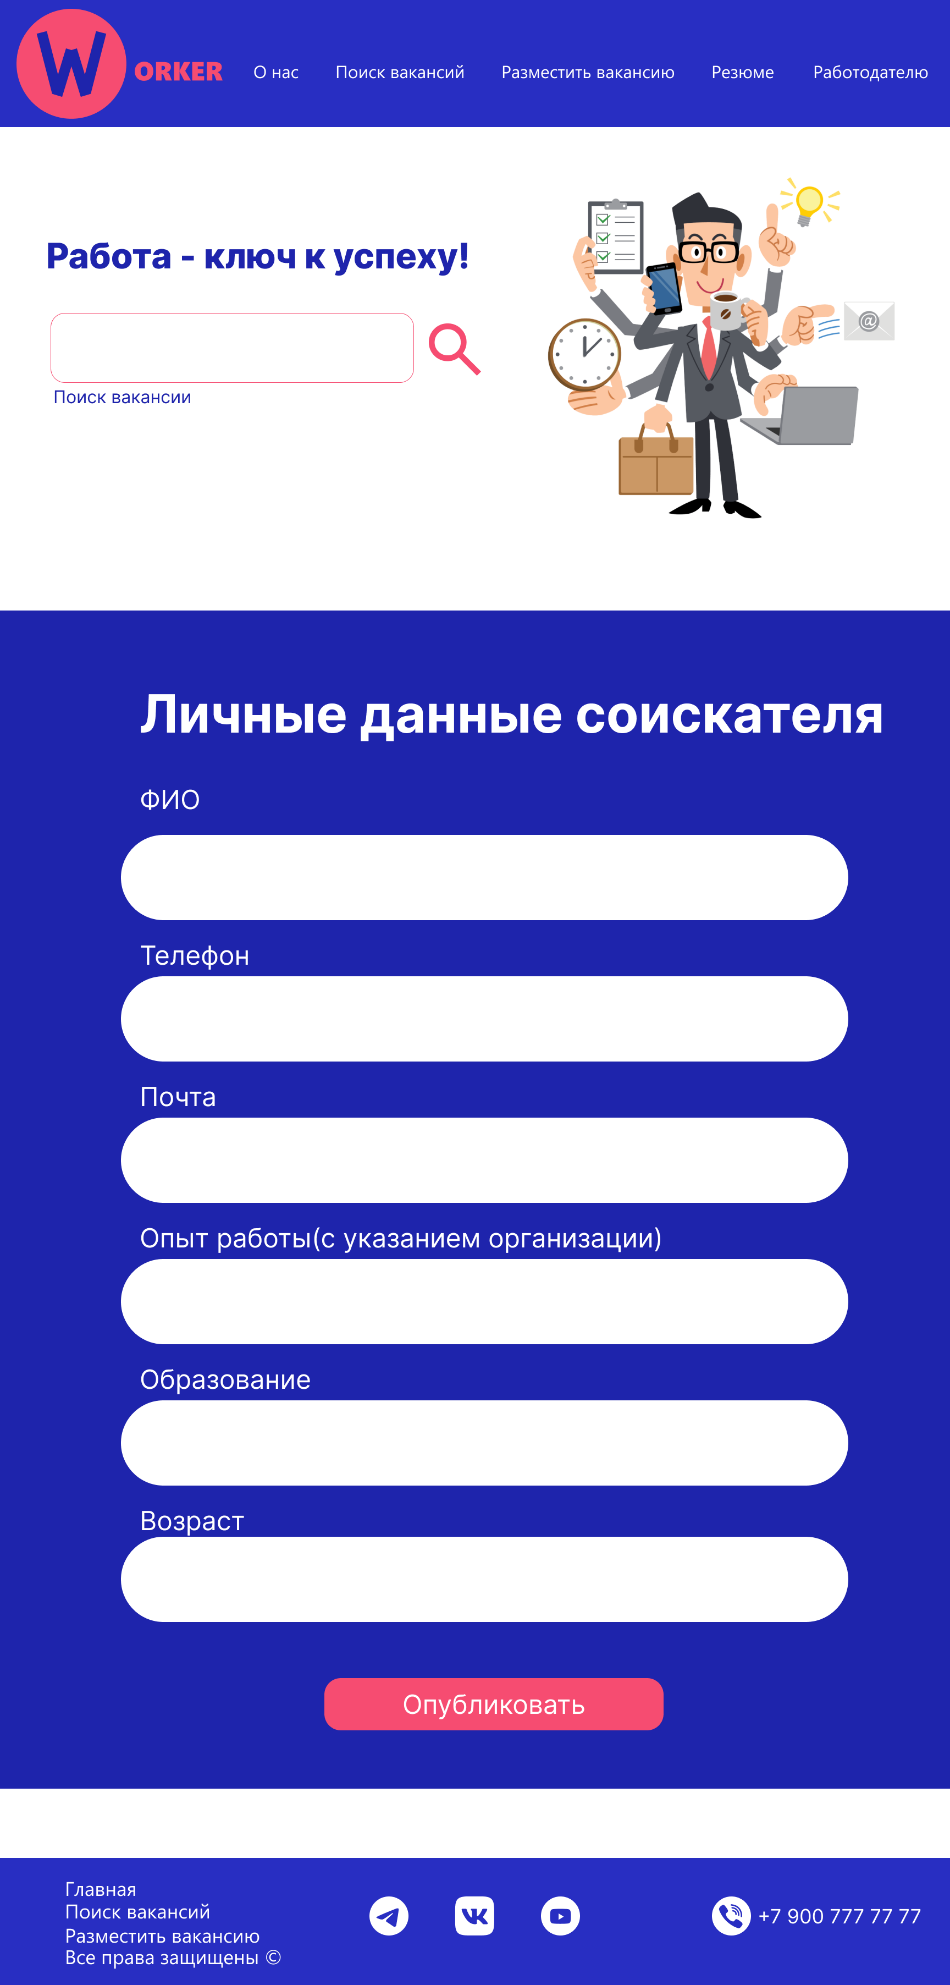 W ORKER
О нас Поиск вакансий Разместить вакансию Резюме Работодателю
Работа - ключ к успеху!
Поиск вакансии
@
Личные данные соискателя
ФИО
Телефон
Почта
Опыт работы(с указанием организации)
Образование
Возраст
Опубликовать
Главная
Поиск вакансий
Разместить вакансию
Все права защищены ©
VK
+7 900 777 77 77